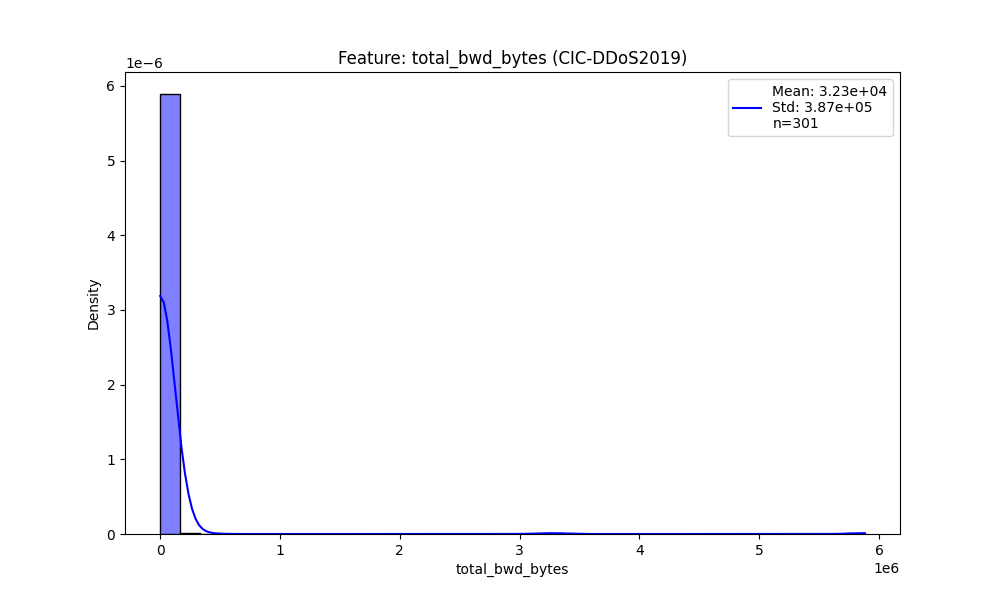 Feature: total_bwd_bytes (CIC-DDoS2019)
1e−6
Mean: 3.23e+04
Std: 3.87e+05
n=301
6
5
4
3
2
1
0
Density
0 1 2 3 4 5 6
1e6
total_bwd_bytes